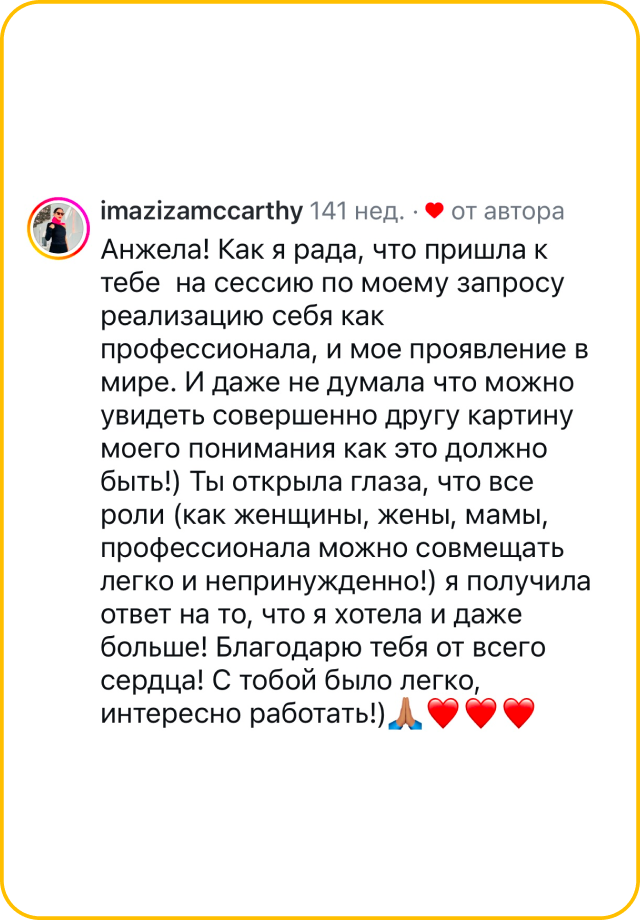 imazizamccarthy 141 нед. · ❤ от автора
Анжела! Как я рада, что пришла к
тебе  на сессию по моему запросу
реализацию себя как
профессионала, и мое проявление в
мире. И даже не думала что можно
увидеть совершенно другу картину
моего понимания как это должно
быть!) Ты открыла глаза, что все
роли (как женщины, жены, мамы,
профессионала можно совмещать
легко и непринужденно!) я получила
ответ на то, что я хотела и даже
больше! Благодарю тебя от всего
сердца! С тобой было легко,
интересно работать!)🙏🏽❤️❤️❤️